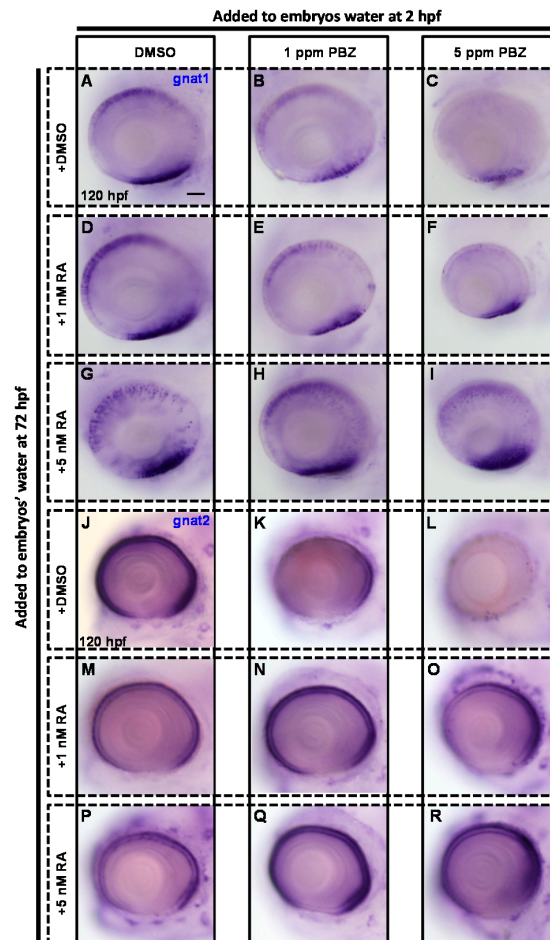 Added to embryos water at 2 hpf
DMSO
1 ppm PBZ
5 ppm PBZ
Added to embryos' water at 72 hpf
+DMSO
A
gnat1
120 hpf
B
C
+1 nM RA
D
E
F
+5 nM RA
G
H
I
+DMSO
J
gnat2
120 hpf
K
L
+1 nM RA
M
N
O
+5 nM RA
P
Q
R